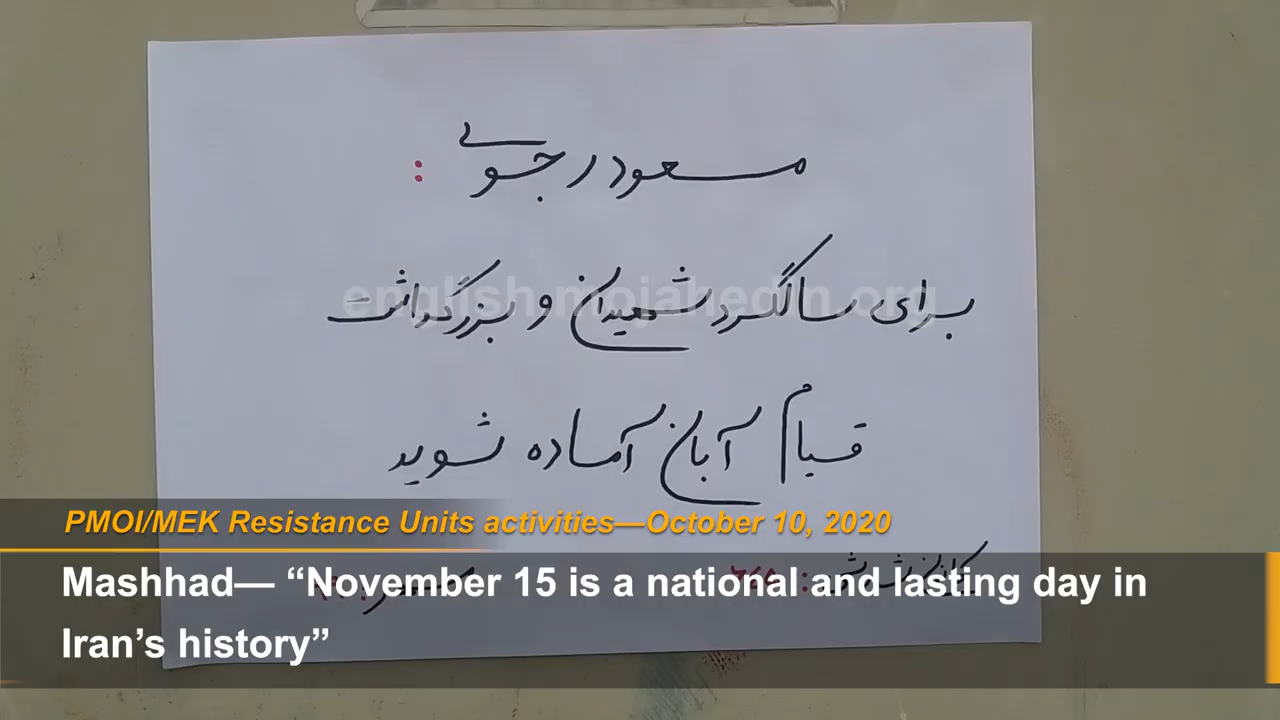 مسعود رجوی :
برای سالگرد شهیدان و بزرگداشت
english.mojahedin.org
قیام آبان آماده شوید
PMOI/MEK Resistance Units activities—October 10, 2020
Mashhad— “November 15 is a national and lasting day in
Iran’s history”